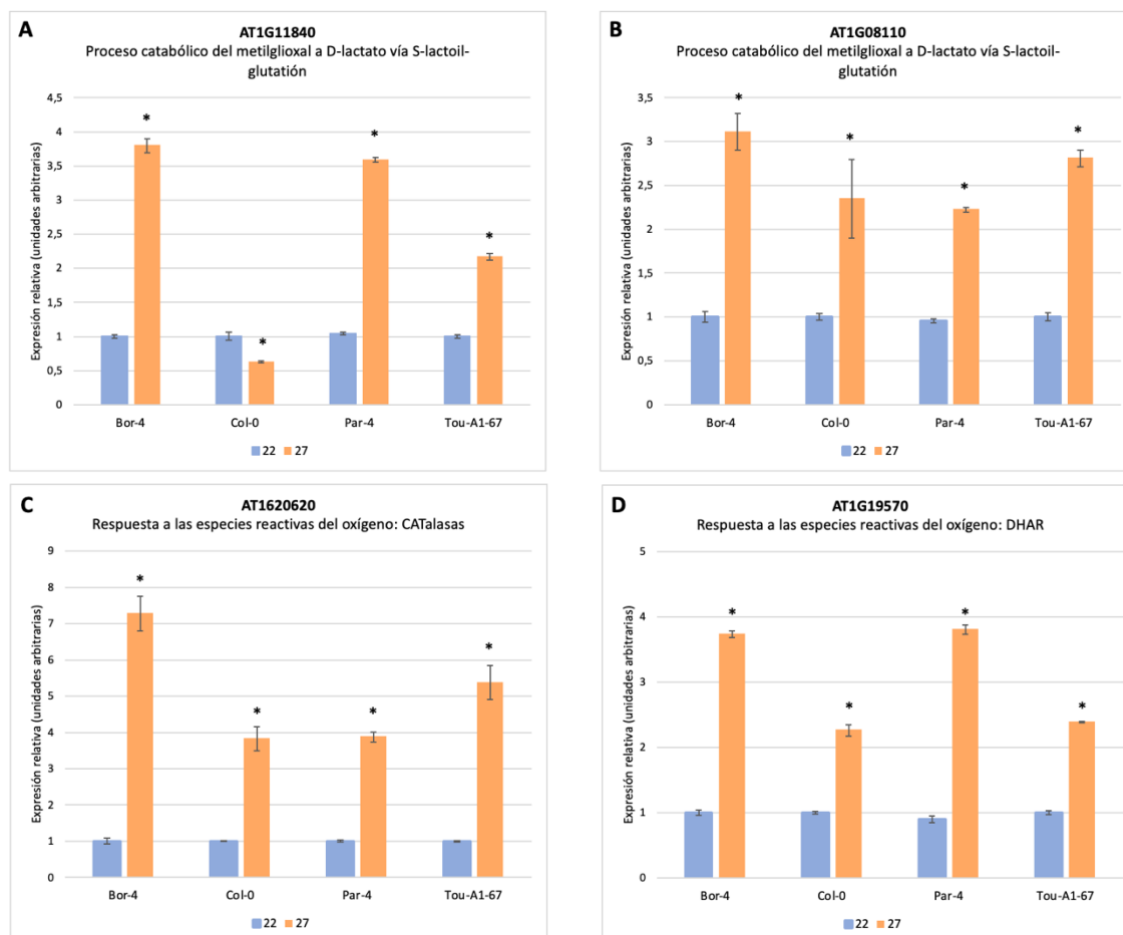 A
AT1G11840
Proceso catabólico del metilglioxal a D-lactato vía S-lactoil-
glutatión
Expresión relativa (unidades arbitrarias)
4,5
4
3,5
3
2,5
2
1,5
1
0,5
0
*
*
*
*
Bor-4 Col-0 Par-4 Tou-A1-67
22 27
B
AT1G08110
Proceso catabólico del metilglioxal a D-lactato vía S-lactoil-
glutatión
Expresión relativa (unidades arbitrarias)
3,5
3
2,5
2
1,5
1
0,5
0
*
*
*
*
Bor-4 Col-0 Par-4 Tou-A1-67
22 27
C
AT1620620
Respuesta a las especies reactivas del oxígeno: CATalasas
Expresión relativa (unidades arbitrarias)
9
8
7
6
5
4
3
2
1
0
*
*
*
*
Bor-4 Col-0 Par-4 Tou-A1-67
22 27
D
AT1G19570
Respuesta a las especies reactivas del oxígeno: DHAR
Expresión relativa (unidades arbitrarias)
5
4
3
2
1
0
*
*
*
*
Bor-4 Col-0 Par-4 Tou-A1-67
22 27